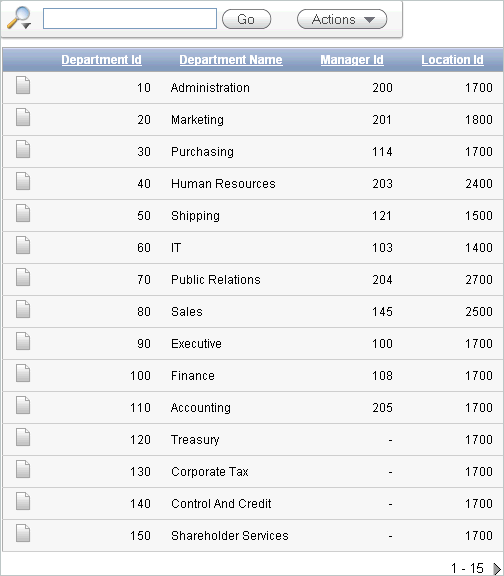 Go Actions
Department Id Department Name Manager Id Location Id
10 Administration 200 1700
20 Marketing 201 1800
30 Purchasing 114 1700
40 Human Resources 203 2400
50 Shipping 121 1500
60 IT 103 1400
70 Public Relations 204 2700
80 Sales 145 2500
90 Executive 100 1700
100 Finance 108 1700
110 Accounting 205 1700
120 Treasury - 1700
130 Corporate Tax - 1700
140 Control And Credit - 1700
150 Shareholder Services - 1700
1 - 15